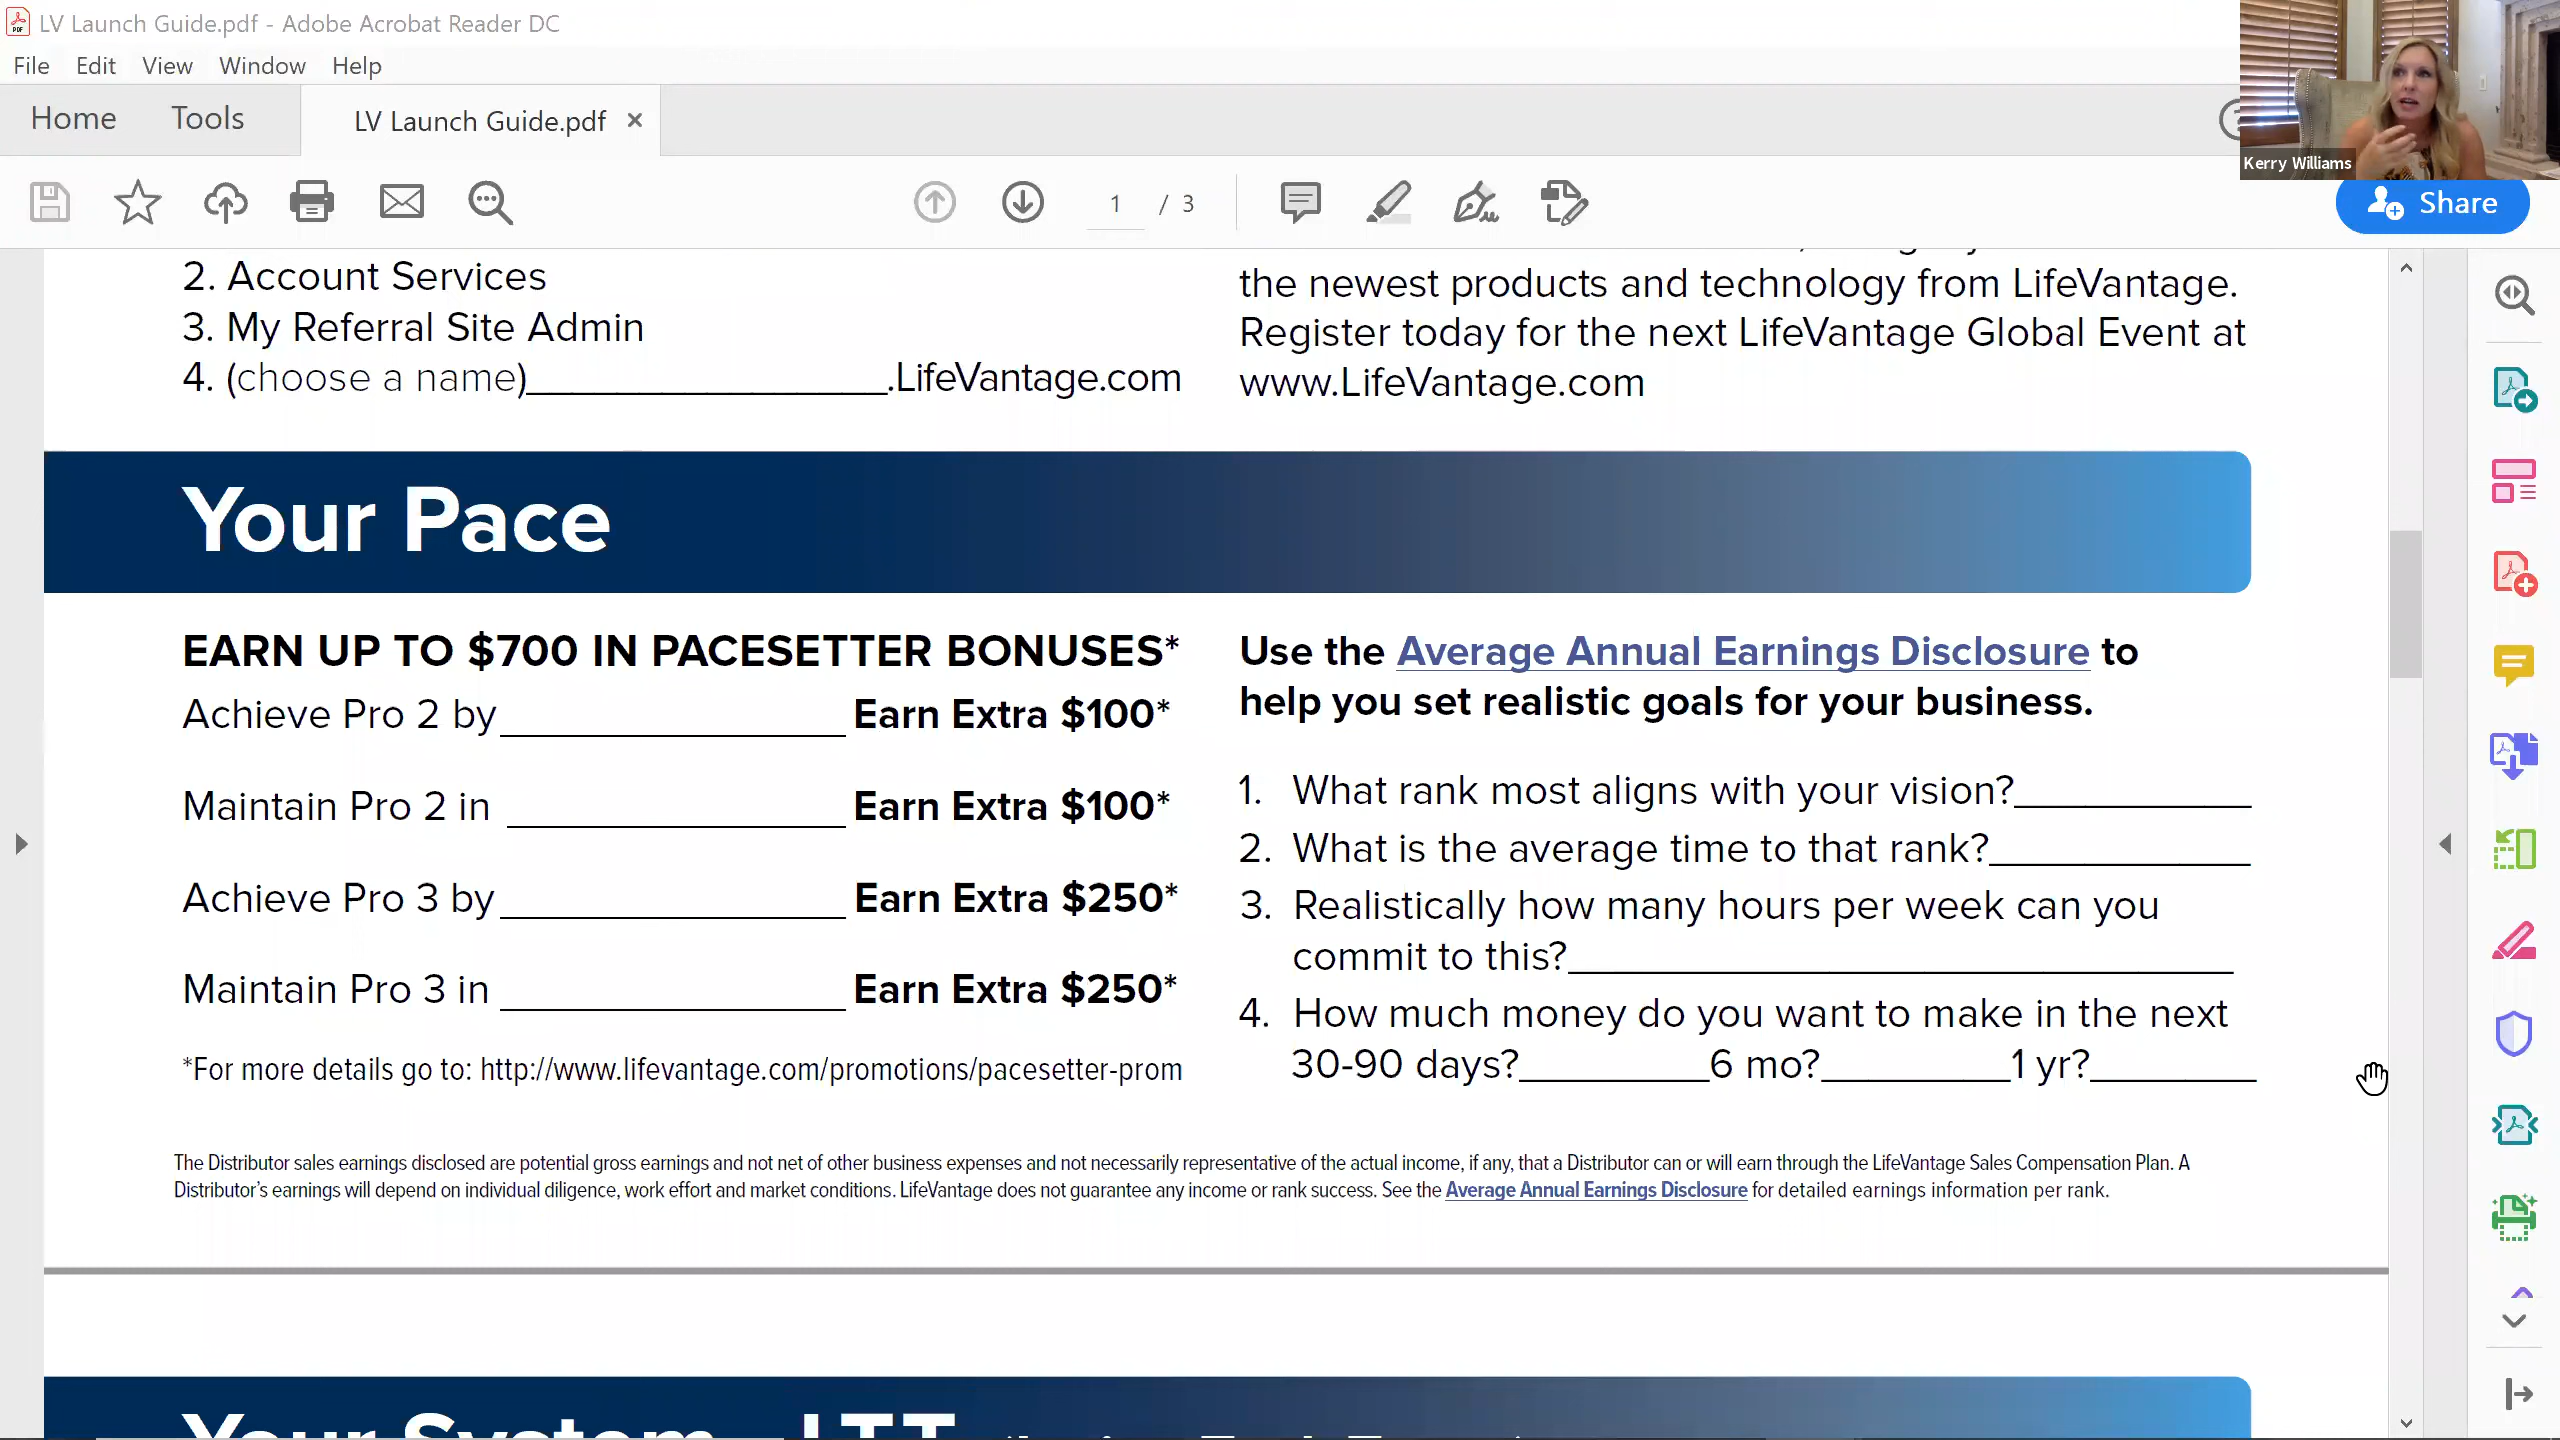 LV Launch Guide.pdf - Adobe Acrobat Reader DC
File Edit View Window Help
Home Tools LV Launch Guide.pdf
1 / 3
Share
Kerry Williams
2. Account Services
3. My Referral Site Admin
4. (choose a name)________________.LifeVantage.com
the newest products and technology from LifeVantage.
Register today for the next LifeVantage Global Event at
www.LifeVantage.com
Your Pace
EARN UP TO $700 IN PACESETTER BONUSES*
Achieve Pro 2 by_______________ Earn Extra $100*
Maintain Pro 2 in _______________ Earn Extra $100*
Achieve Pro 3 by_______________ Earn Extra $250*
Maintain Pro 3 in _______________ Earn Extra $250*
*For more details go to: http://www.lifevantage.com/promotions/pacesetter-prom
Use the Average Annual Earnings Disclosure to
help you set realistic goals for your business.
1. What rank most aligns with your vision?__________
2. What is the average time to that rank?___________
3. Realistically how many hours per week can you
commit to this?____________________________
4. How much money do you want to make in the next
30-90 days?________6 mo?________1 yr?_______
The Distributor sales earnings disclosed are potential gross earnings and not net of other business expenses and not necessarily representative of the actual income, if any, that a Distributor can or will earn through the LifeVantage Sales Compensation Plan. A
Distributor's earnings will depend on individual diligence, work effort and market conditions. LifeVantage does not guarantee any income or rank success. See the Average Annual Earnings Disclosure for detailed earnings information per rank.
Your System